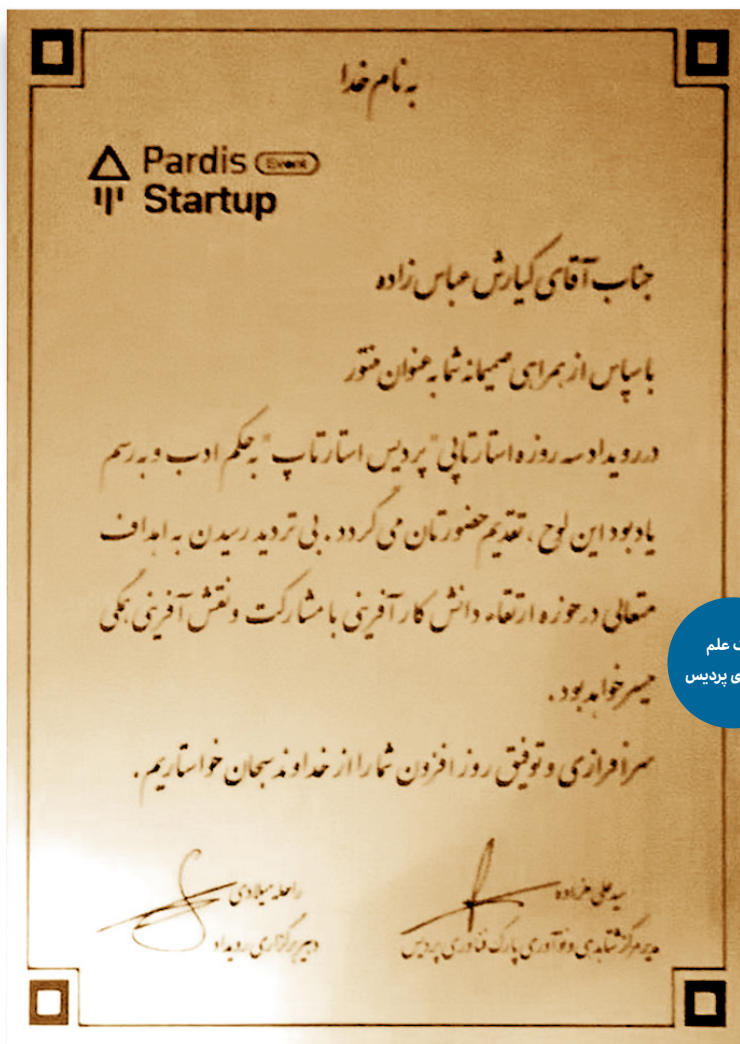 به نام خدا
Pardis Event
Startup
جناب آقای کیارش عباس زاده
با سپاس از همراهی صمیمانه شما به عنوان منتور
در رویداد سه روزه استارتاپی "پردیس استارتاپ" به حکم ادب و به رسم
یادبود این لوح ، تقدیم حضورتان می گردد . بی تردید رسیدن به اهداف
متعالی در حوزه ارتقاء دانش کارآفرینی با مشارکت و نقش آفرینی همگی
میسر خواهد بود .
سرافرازی و توفیق روز افزون شما را از خداوند سبحان خواستاریم .
علم
پردیس
سید علی
راحله میلادی
مدیر مرکز شتابدهی و نوآوری پارک فناوری پردیس
دبیر برگزاری رویداد